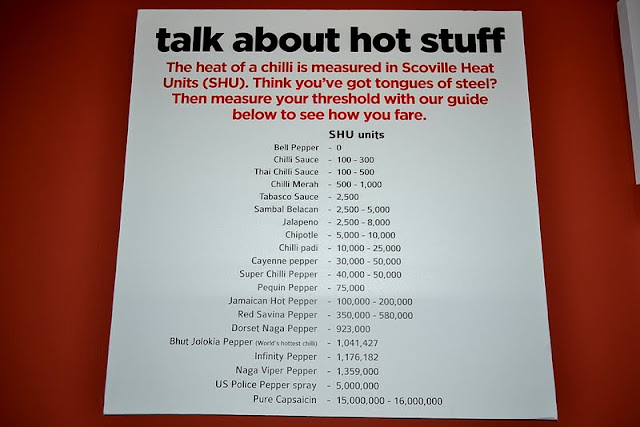 talk about hot stuff
The heat of a chilli is measured in Scoville Heat
Units (SHU). Think you've got tongues of steel?
Then measure your threshold with our guide
below to see how you fare.
SHU units
Bell Pepper - 0
Chilli Sauce - 100 - 300
Thai Chilli Sauce - 100 - 500
Chilli Merah - 500 - 1,000
Tabasco Sauce - 2,500
Sambal Belacan - 2,500 - 5,000
Jalapeno - 2,500 - 8,000
Chipotle - 5,000 - 10,000
Chilli padi - 10,000 - 25,000
Cayenne pepper - 30,000 - 50,000
Super Chilli Pepper - 40,000 - 50,000
Pequin Pepper - 75,000
Jamaican Hot Pepper - 100,000 - 200,000
Red Savina Pepper - 350,000 - 580,000
Dorset Naga Pepper - 923,000
Bhut Jolokia Pepper (World's hottest chilli) - 1,041,427
Infinity Pepper - 1,176,182
Naga Viper Pepper - 1,359,000
US Police Pepper spray - 5,000,000
Pure Capsaicin - 15,000,000 - 16,000,000